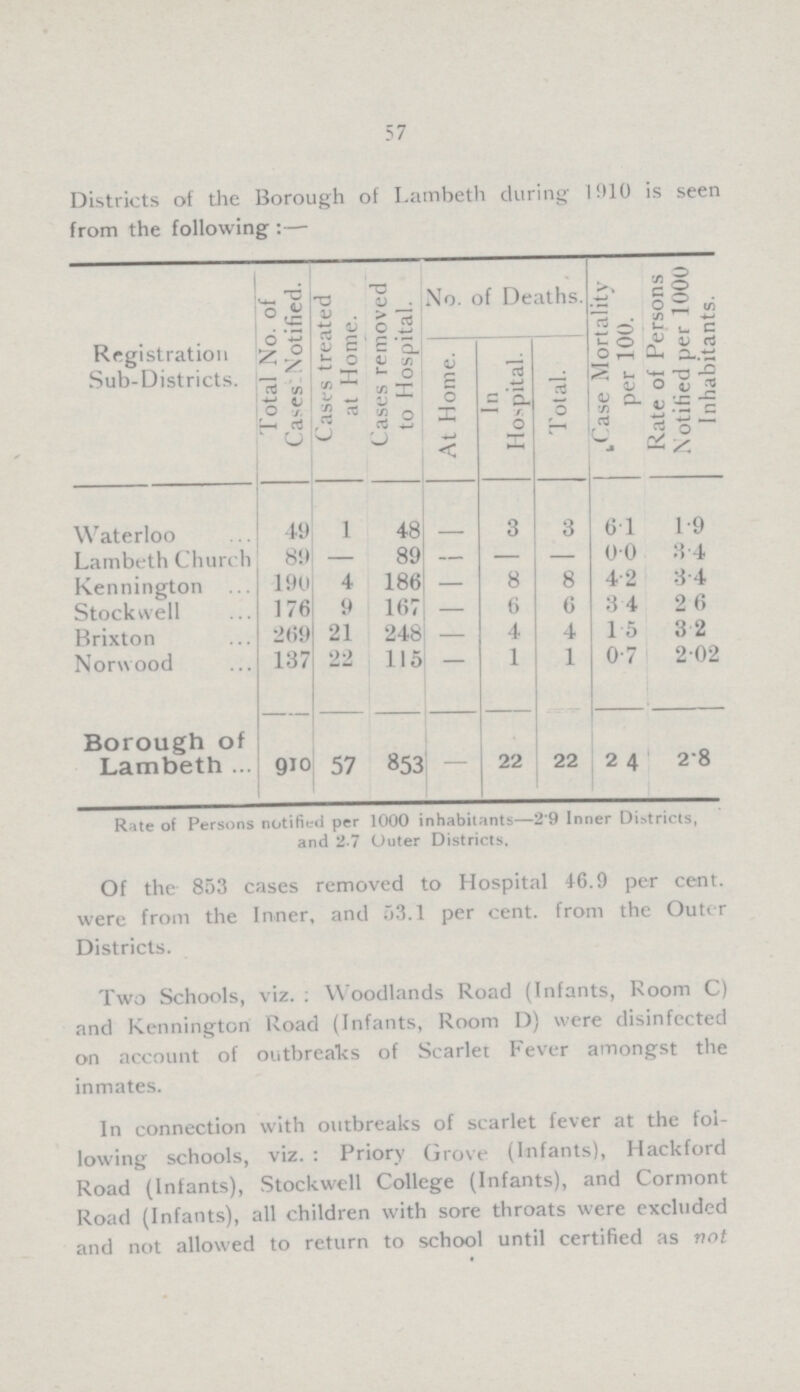 57
Districts of the Borough of Lambeth during 1910 is seen
from the following :—
Registration Sub-Districts. Total No. of Cases Notified. Cases treated at Home. Cases removed to Hospital. No. of Deaths. At Home. In Hospital. Total. Case Mortality per 100. Rate of Persons Notified per 1000 Inhabitants.
Waterloo ... 49 1 48 — 3 3 6·1 1·9
Lambeth Church 89 — 89 — — — 0·0 3·4
Kennington ... 190 4 186 — 8 8 4·2 3·4
Stockwell ... 176 9 167 — 6 6 3 4 2 6
Brixton ... 269 21 248 — 4 4 1·5 3 2
Norwood ... 137 22 115 — 1 1 0·7 2·02
Borough of
Lambeth ... 910 57 853 — 22 22 2 4 2·8
Rate of Persons notified per 1000 inhabitants—2·9 Inner Districts,
and 2.7 Outer Districts.
Of the 853 cases removed to Hospital 46.9 per cent.
were from the Inner, and 53.1 per cent. from the Outer
Districts.
Two Schools, viz. : Woodlands Road (Infants, Room C)
and Kennington Road (Infants, Room D) were disinfected
on account of outbreaks of Scarlet Fever amongst the
inmates.
In connection with outbreaks of scarlet fever at the fol-
lowing schools, viz. : Priory Grove (Infants), Hackford
Road (Infants), Stockwell College (Infants), and Cormont
Road (Infants), all children with sore throats were excluded
and not allowed to return to school until certified as not